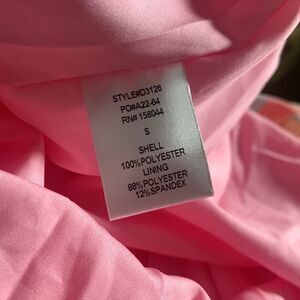 STYLE#D3126
PO#A22-64
RN# 158044
S
SHELL
100%POLYESTER
LINING
88%POLYESTER
12%SPANDEX